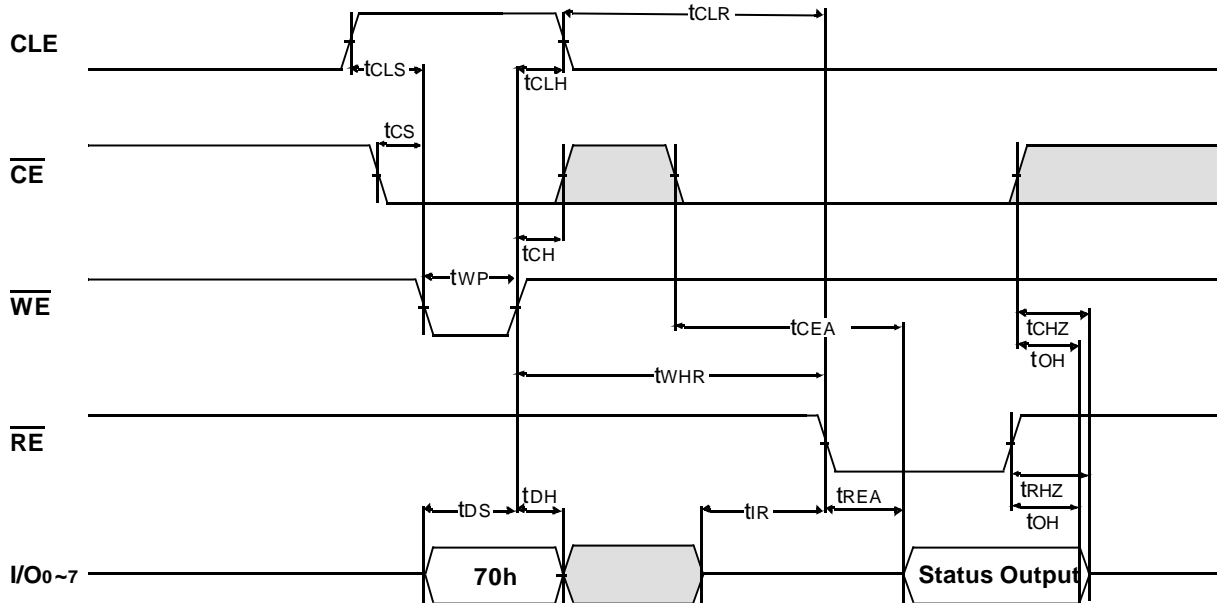 tCLR
CLE
tCLS
tCLH
tCS
CE
tCH
tWP
WE
tCEA
tCHZ
tOH
tWHR
RE
tDH
tDS
tIR
tREA
tRHZ
tOH
I/O0~7
70h
Status Output